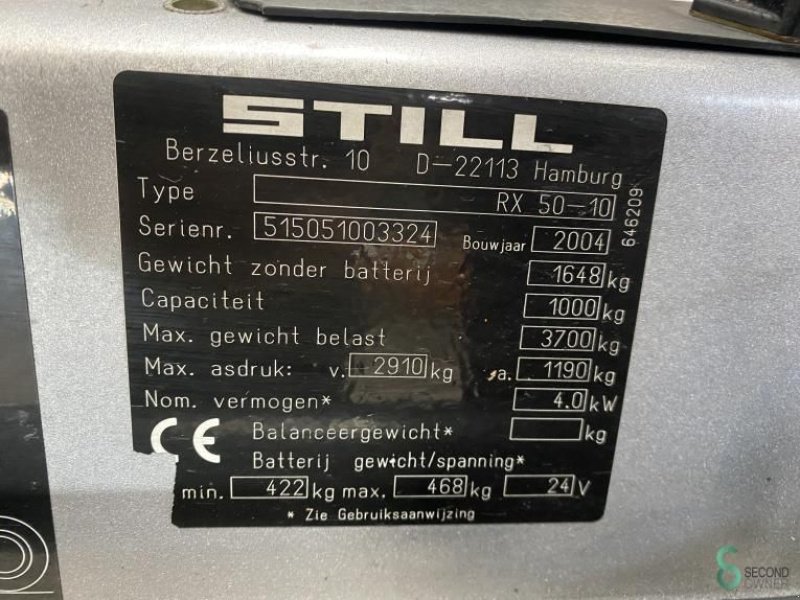 STILL
Berzeliusstr. 10 D-22113 Hamburg
Type RX 50-10
646209
Serienr. 515051003324 Bouwjaar 2004
Gewicht zonder batterij 1648 kg
Capaciteit 1000 kg
Max. gewicht belast 3700 kg
Max. asdruk: v. 2910 kg a. 1190 kg
Nom. vermogen* 4.0 kW
CE Balanceergewicht* kg
Batterij gewicht/spanning*
min. 422 kg max. 468 kg 24 V
* Zie Gebruiksaanwijzing
SECOND
OWNER